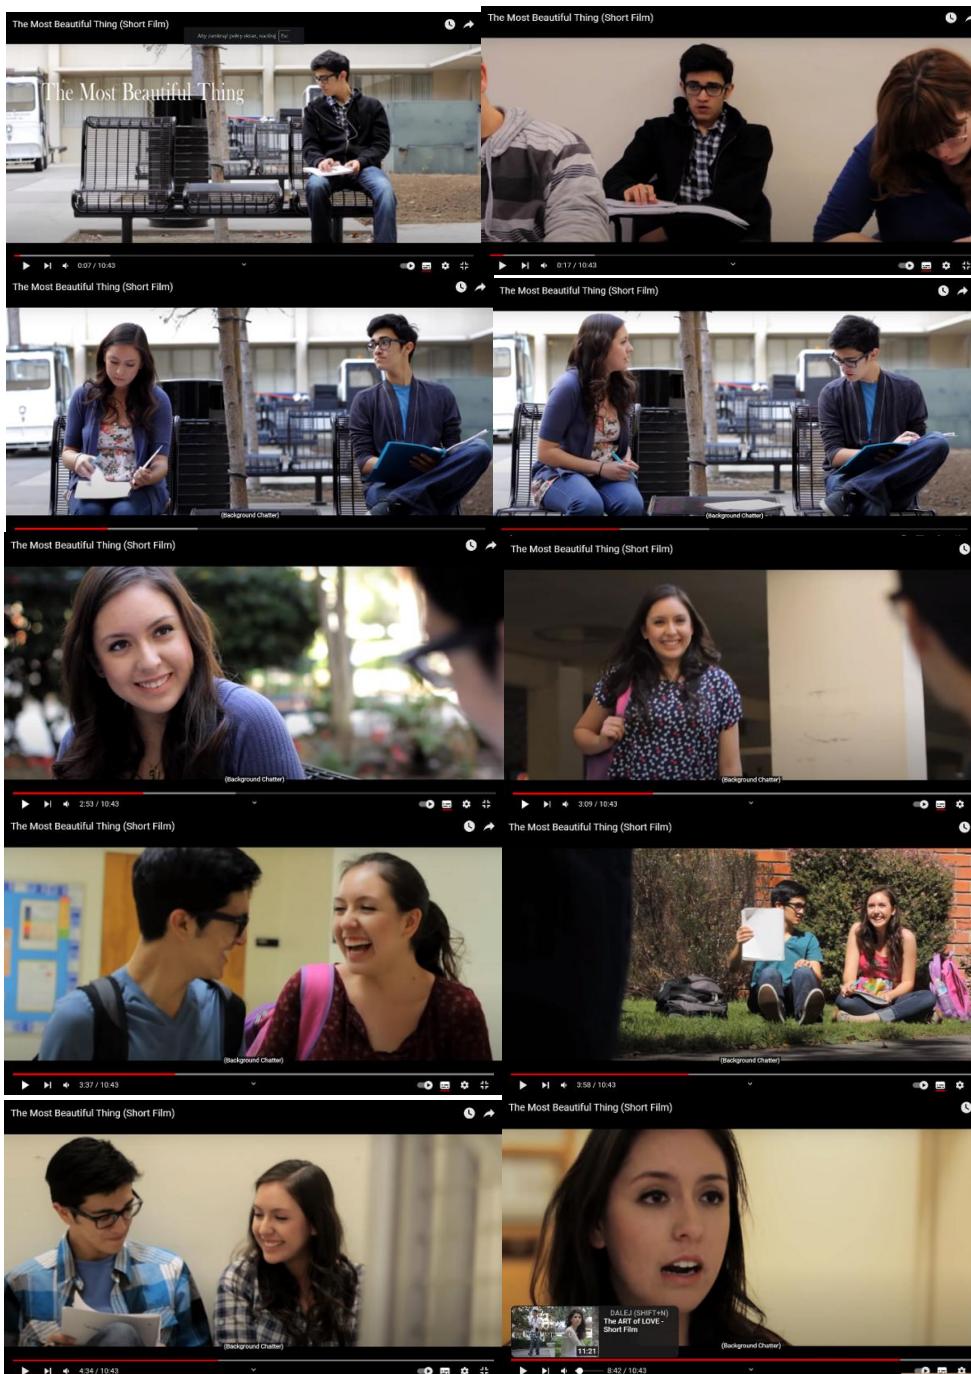 The Most Beautiful Thing (Short Film)
Aby zamknąć pełny ekran, naciśnij Esc
The Most Beautiful Thing
0:07 / 10:43
The Most Beautiful Thing (Short Film)
0:17 / 10:43
The Most Beautiful Thing (Short Film)
(Background Chatter)
The Most Beautiful Thing (Short Film)
(Background Chatter)
The Most Beautiful Thing (Short Film)
(Background Chatter)
2:53 / 10:43
The Most Beautiful Thing (Short Film)
(Background Chatter)
3:09 / 10:43
The Most Beautiful Thing (Short Film)
(Background Chatter)
3:37 / 10:43
The Most Beautiful Thing (Short Film)
(Background Chatter)
3:58 / 10:43
The Most Beautiful Thing (Short Film)
(Background Chatter)
4:34 / 10:43
The Most Beautiful Thing (Short Film)
DALEJ (SHIFT+N)
The ART of LOVE -
Short Film
11:21
(Background Chatter)
8:42 / 10:43